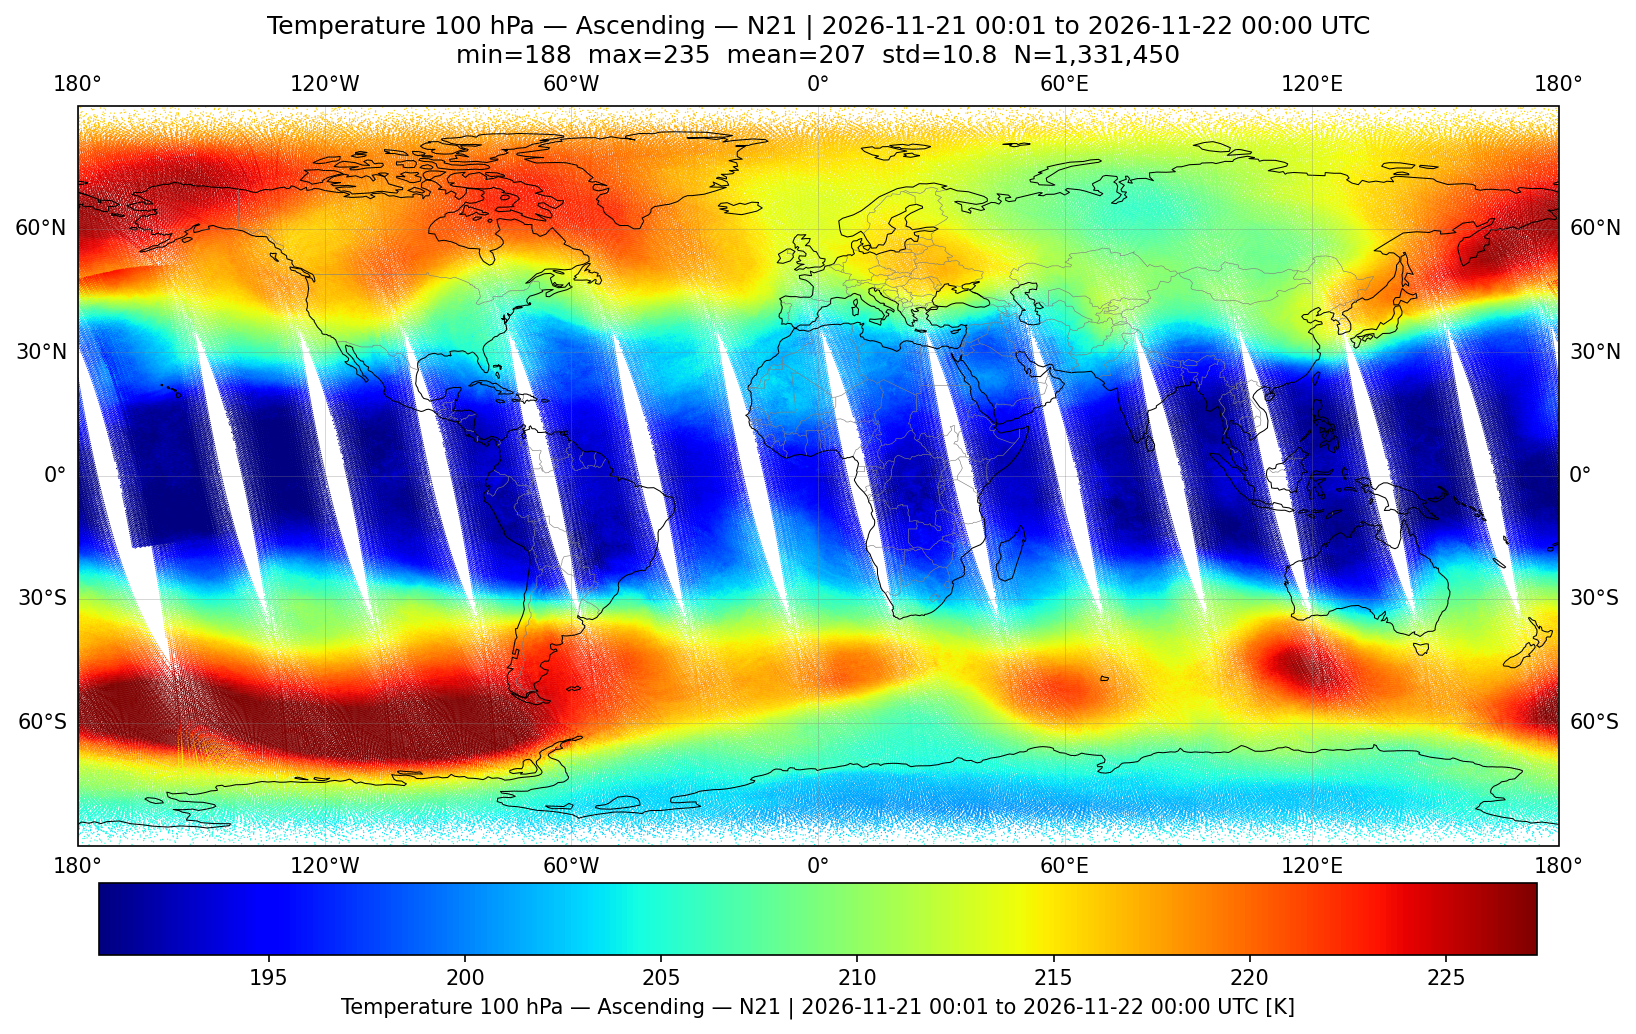 Temperature 100 hPa — Ascending — N21 | 2026-11-21 00:01 to 2026-11-22 00:00 UTC
min=188 max=235 mean=207 std=10.8 N=1,331,450
180° 120°W 60°W 0° 60°E 120°E 180°
60°N 60°N
30°N 30°N
0° 0°
30°S 30°S
60°S 60°S
180° 120°W 60°W 0° 60°E 120°E 180°
195 200 205 210 215 220 225
Temperature 100 hPa — Ascending — N21 | 2026-11-21 00:01 to 2026-11-22 00:00 UTC [K]